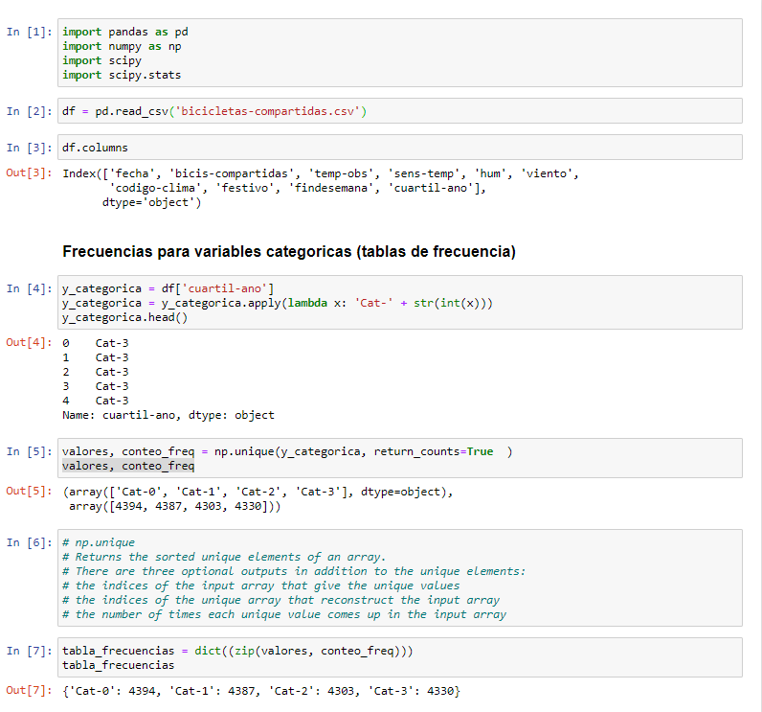 In [1]: import pandas as pd
import numpy as np
import scipy
import scipy.stats
In [2]: df = pd.read_csv('bicicletas-compartidas.csv')
In [3]: df.columns
Out[3]: Index(['fecha', 'bicis-compartidas', 'temp-obs', 'sens-temp', 'hum', 'viento',
'codigo-clima', 'festivo', 'findesemana', 'cuartil-ano'],
dtype='object')
Frecuencias para variables categoricas (tablas de frecuencia)
In [4]: y_categorica = df['cuartil-ano']
y_categorica = y_categorica.apply(lambda x: 'Cat-' + str(int(x)))
y_categorica.head()
Out[4]: 0    Cat-3
1    Cat-3
2    Cat-3
3    Cat-3
4    Cat-3
Name: cuartil-ano, dtype: object
In [5]: valores, conteo_freq = np.unique(y_categorica, return_counts=True  )
valores, conteo_freq
Out[5]: (array(['Cat-0', 'Cat-1', 'Cat-2', 'Cat-3'], dtype=object),
array([4394, 4387, 4303, 4330]))
In [6]: # np.unique
# Returns the sorted unique elements of an array.
# There are three optional outputs in addition to the unique elements:
# the indices of the input array that give the unique values
# the indices of the unique array that reconstruct the input array
# the number of times each unique value comes up in the input array
In [7]: tabla_frecuencias = dict((zip(valores, conteo_freq)))
tabla_frecuencias
Out[7]: {'Cat-0': 4394, 'Cat-1': 4387, 'Cat-2': 4303, 'Cat-3': 4330}